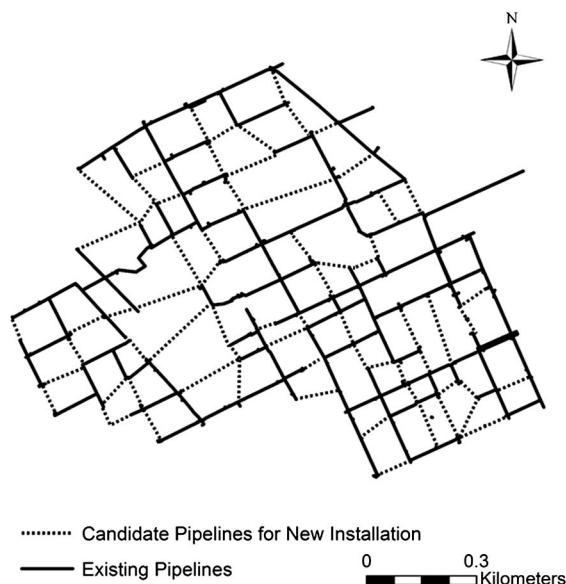 N
Candidate Pipelines for New Installation
Existing Pipelines
0 0.3
Kilometers